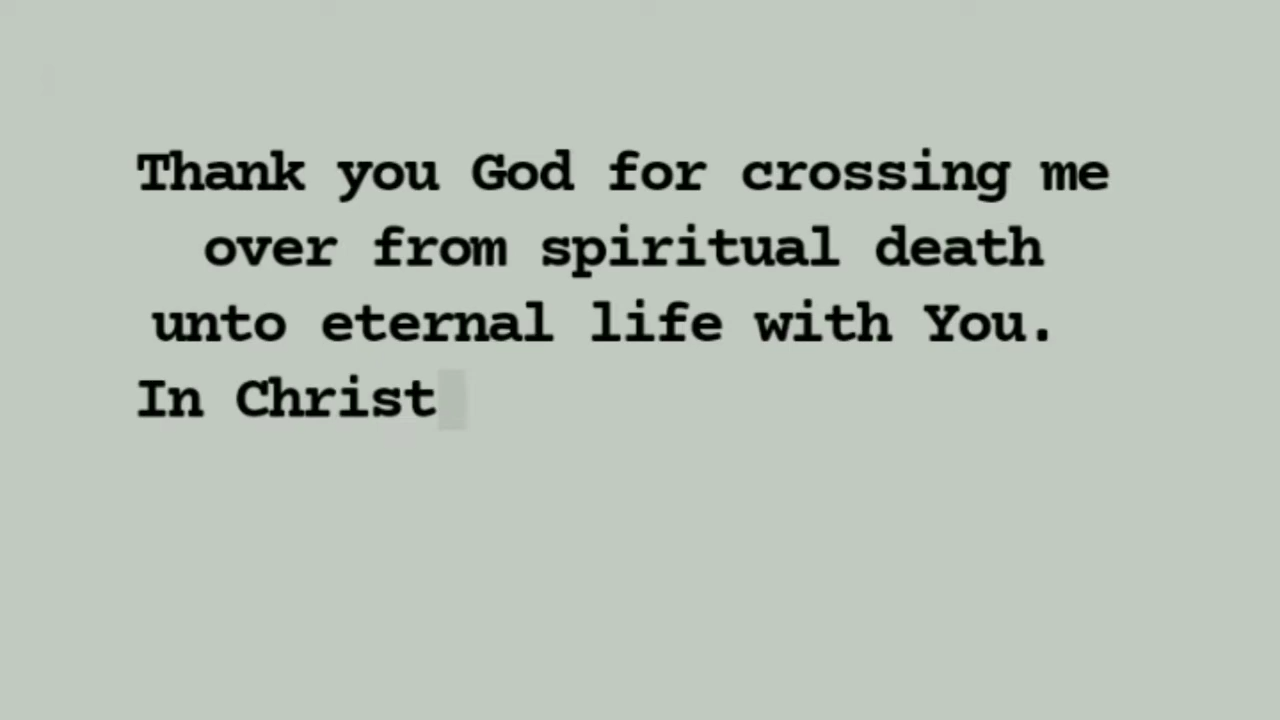 Thank you God for crossing me
over from spiritual death
unto eternal life with You.
In Christ